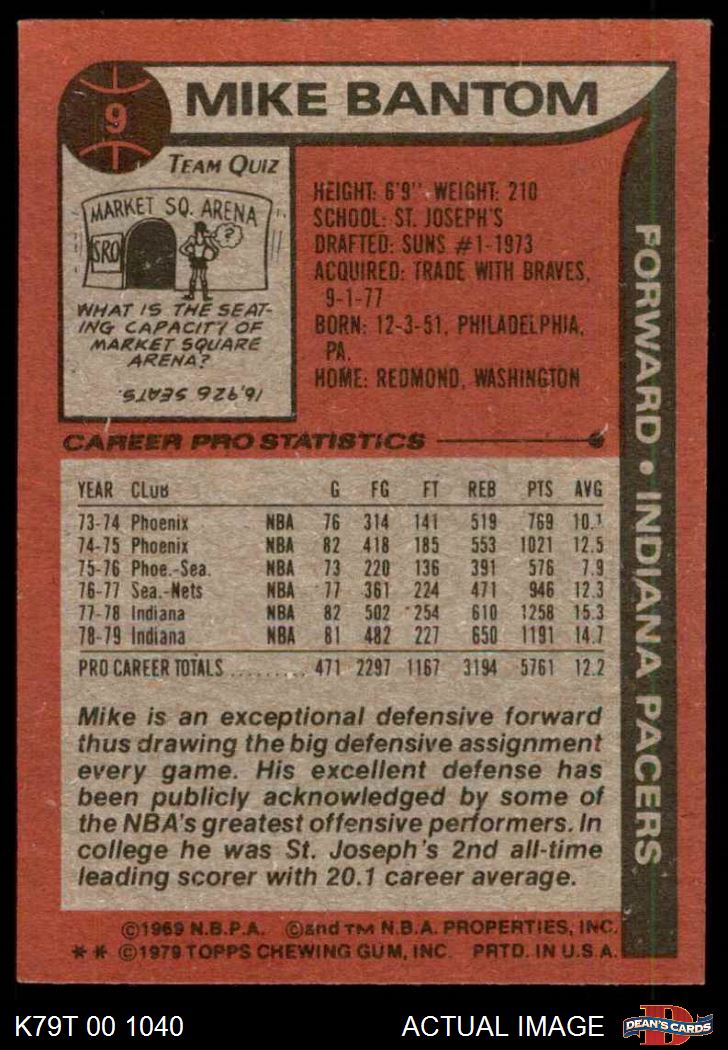 9
MIKE BANTOM
TEAM QUIZ
MARKET SQ. ARENA
SRO
?
WHAT IS THE SEAT-
ING CAPACITY OF
MARKET SQUARE
ARENA?
16,926 SEATS.
HEIGHT: 6'9" WEIGHT: 210
SCHOOL: ST. JOSEPH'S
DRAFTED: SUNS #1-1973
ACQUIRED: TRADE WITH BRAVES,
9-1-77
BORN: 12-3-51, PHILADELPHIA,
PA.
HOME: REDMOND, WASHINGTON
FORWARD • INDIANA PACERS
CAREER PRO STATISTICS
YEAR CLUB G FG FT REB PTS AVG
73-74 Phoenix NBA 76 314 141 519 769 10.1
74-75 Phoenix NBA 82 418 185 553 1021 12.5
75-76 Phoe.-Sea. NBA 73 220 136 391 576 7.9
76-77 Sea.-Nets NBA 77 361 224 471 946 12.3
77-78 Indiana NBA 82 502 254 610 1258 15.3
78-79 Indiana NBA 81 482 227 650 1191 14.7
PRO CAREER TOTALS .......... 471 2297 1167 3194 5761 12.2
Mike is an exceptional defensive forward
thus drawing the big defensive assignment
every game. His excellent defense has
been publicly acknowledged by some of
the NBA's greatest offensive performers. In
college he was St. Joseph's 2nd all-time
leading scorer with 20.1 career average.
©1969 N.B.P.A. ©and TM N.B.A. PROPERTIES, INC.
** ©1979 TOPPS CHEWING GUM, INC. PRTD. IN U.S.A.
K79T 00 1040
ACTUAL IMAGE
D
DEAN'S CARDS